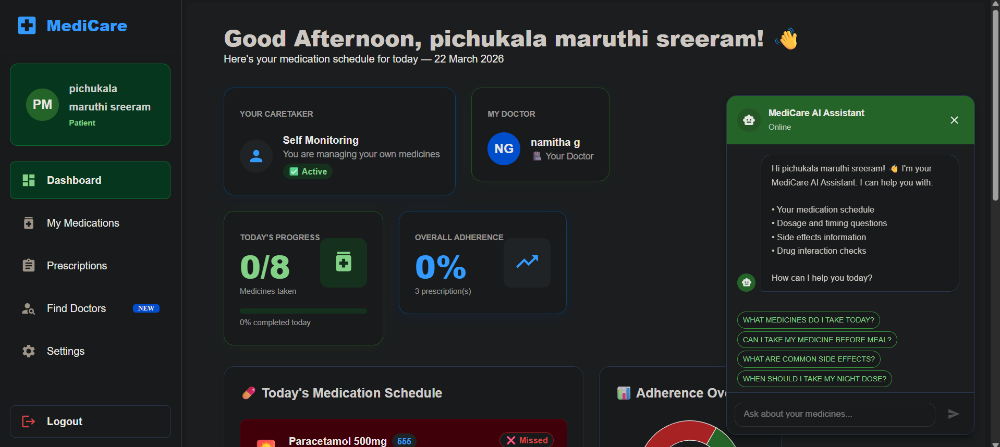 MediCare
PM
pichukala
maruthi sreeram
Patient
Dashboard
My Medications
Prescriptions
Find Doctors NEW
Settings
Logout
Good Afternoon, pichukala maruthi sreeram! 👋
Here's your medication schedule for today — 22 March 2026
YOUR CARETAKER
Self Monitoring
You are managing your own medicines
✅ Active
MY DOCTOR
NG
namitha g
Your Doctor
TODAY'S PROGRESS
0/8
Medicines taken
0% completed today
OVERALL ADHERENCE
0%
3 prescription(s)
💊 Today's Medication Schedule
Paracetamol 500mg 555
❌ Missed
📊 Adherence Ov
MediCare AI Assistant
Online
Hi pichukala maruthi sreeram! 👋 I'm your
MediCare AI Assistant. I can help you with:
• Your medication schedule
• Dosage and timing questions
• Side effects information
• Drug interaction checks
How can I help you today?
WHAT MEDICINES DO I TAKE TODAY?
CAN I TAKE MY MEDICINE BEFORE MEAL?
WHAT ARE COMMON SIDE EFFECTS?
WHEN SHOULD I TAKE MY NIGHT DOSE?
Ask about your medicines...